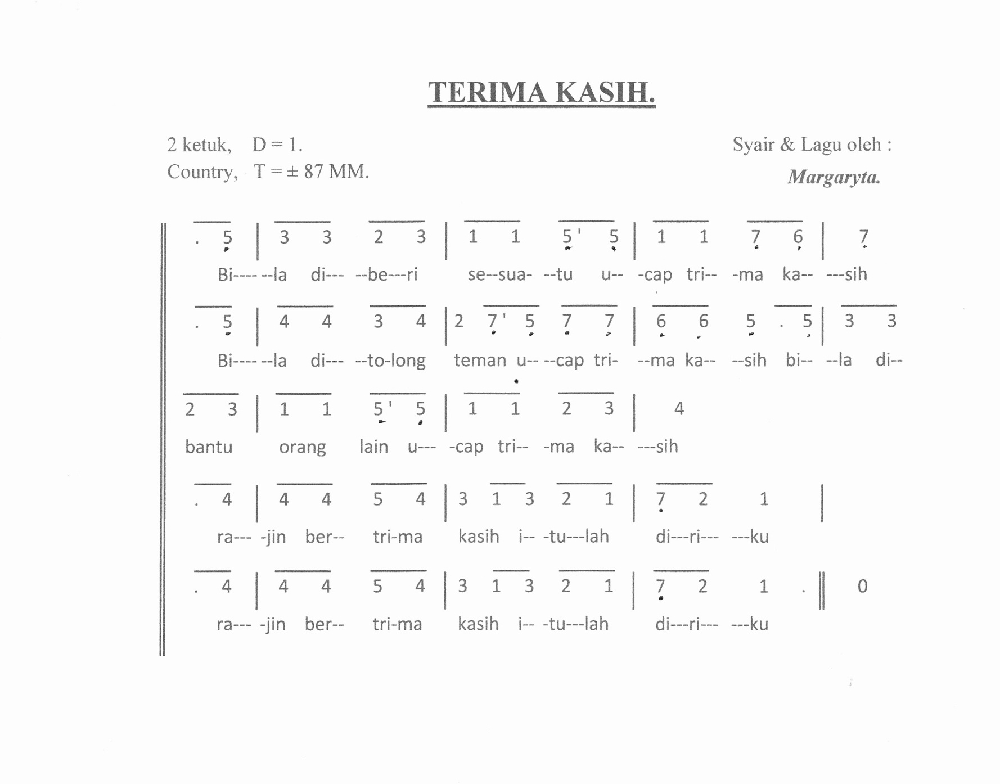 TERIMA KASIH.
2 ketuk, D = 1.
Syair & Lagu oleh :
Country, T = ± 87 MM.
Margaryta.
. 5̣ | 3 3 2 3 | 1 1 5̣ ' 5̣ | 1 1 7̣ 6̣ | 7̣
Bi---- --la di--- --be---ri se--sua- --tu u-- -cap tri-- -ma ka-- ---sih
. 5̣ | 4 4 3 4 | 2 7̣ ' 5̣ 7̣ 7̣ | 6̣ 6̣ 5̣ . 5̣ | 3 3
Bi---- --la di--- --to-long teman u-- --cap tri- --ma ka-- --sih bi-- --la di--
2 3 | 1 1 5̣ ' 5̣ | 1 1 2 3 | 4
bantu orang lain u--- -cap tri-- -ma ka-- ---sih
. 4 | 4 4 5 4 | 3 1 3 2 1 | 7̣ 2 1 |
ra--- -jin ber-- tri-ma kasih i-- -tu---lah di---ri--- ---ku
. 4 | 4 4 5 4 | 3 1 3 2 1 | 7̣ 2 1 . || 0
ra--- -jin ber-- tri-ma kasih i-- -tu---lah di---ri--- ---ku